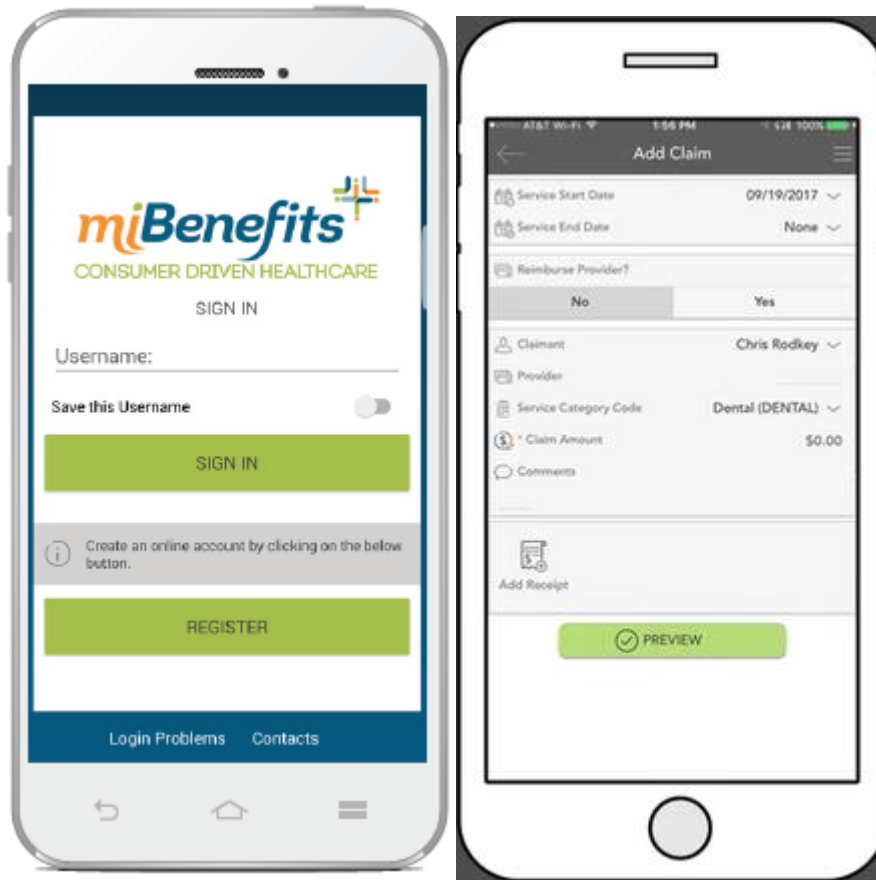 miBenefits
CONSUMER DRIVEN HEALTHCARE
SIGN IN
Username:
Save this Username
SIGN IN
Create an online account by clicking on the below
button.
REGISTER
Login Problems Contacts
AT&T Wi-Fi 1:56 PM 100%
Add Claim
Service Start Date 09/19/2017
Service End Date None
Reimburse Provider?
No Yes
Claimant Chris Rodkey
Provider
Service Category Code Dental (DENTAL)
* Claim Amount $0.00
Comments
Add Receipt
PREVIEW